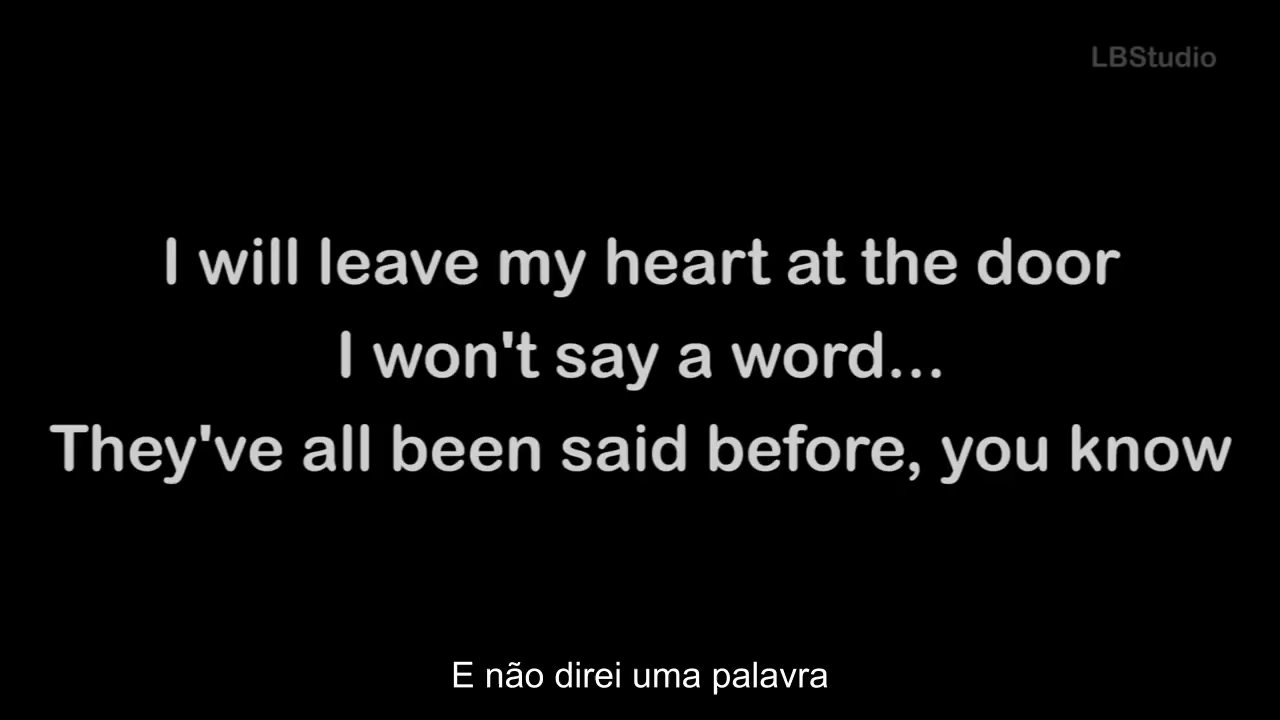 LBStudio
I will leave my heart at the door
I won't say a word...
They've all been said before, you know
E não direi uma palavra